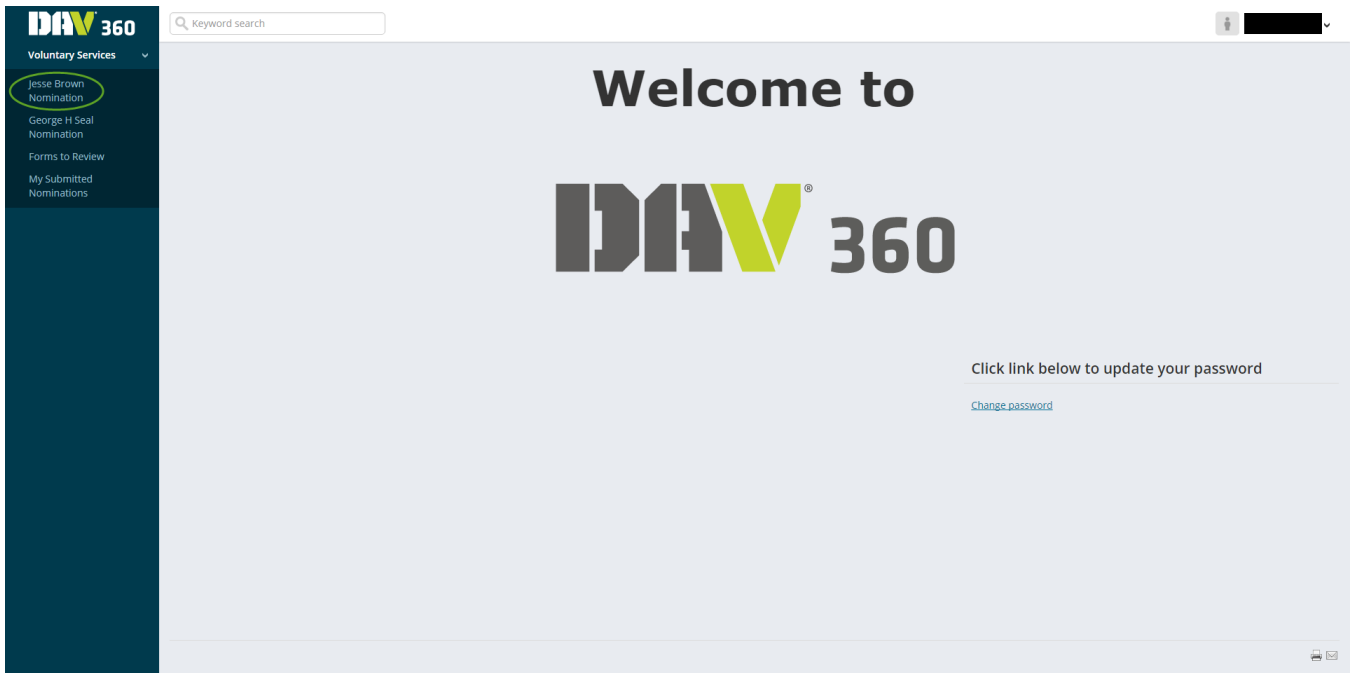 DAV 360
Keyword search
Voluntary Services
Jesse Brown
Nomination
George H Seal
Nomination
Forms to Review
My Submitted
Nominations
Welcome to
DAV® 360
Click link below to update your password
Change password